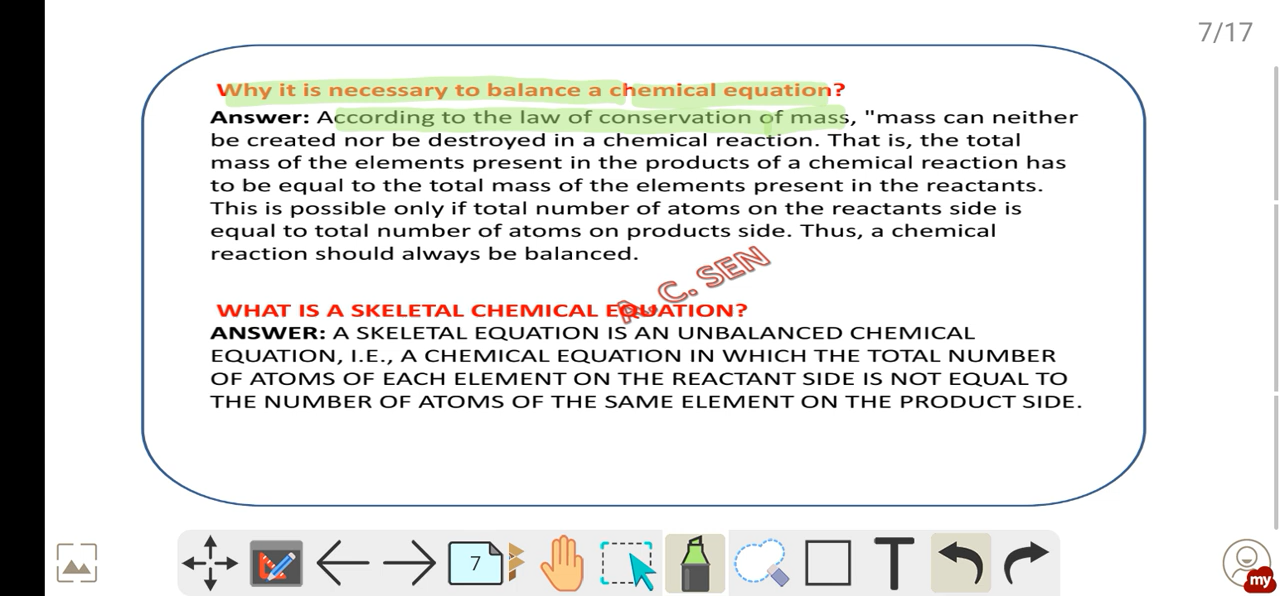 7/17
Why it is necessary to balance a chemical equation?
Answer: According to the law of conservation of mass, "mass can neither
be created nor be destroyed in a chemical reaction. That is, the total
mass of the elements present in the products of a chemical reaction has
to be equal to the total mass of the elements present in the reactants.
This is possible only if total number of atoms on the reactants side is
equal to total number of atoms on products side. Thus, a chemical
reaction should always be balanced.
A. C. SEN
WHAT IS A SKELETAL CHEMICAL EQUATION?
ANSWER: A SKELETAL EQUATION IS AN UNBALANCED CHEMICAL
EQUATION, I.E., A CHEMICAL EQUATION IN WHICH THE TOTAL NUMBER
OF ATOMS OF EACH ELEMENT ON THE REACTANT SIDE IS NOT EQUAL TO
THE NUMBER OF ATOMS OF THE SAME ELEMENT ON THE PRODUCT SIDE.
7
T
my